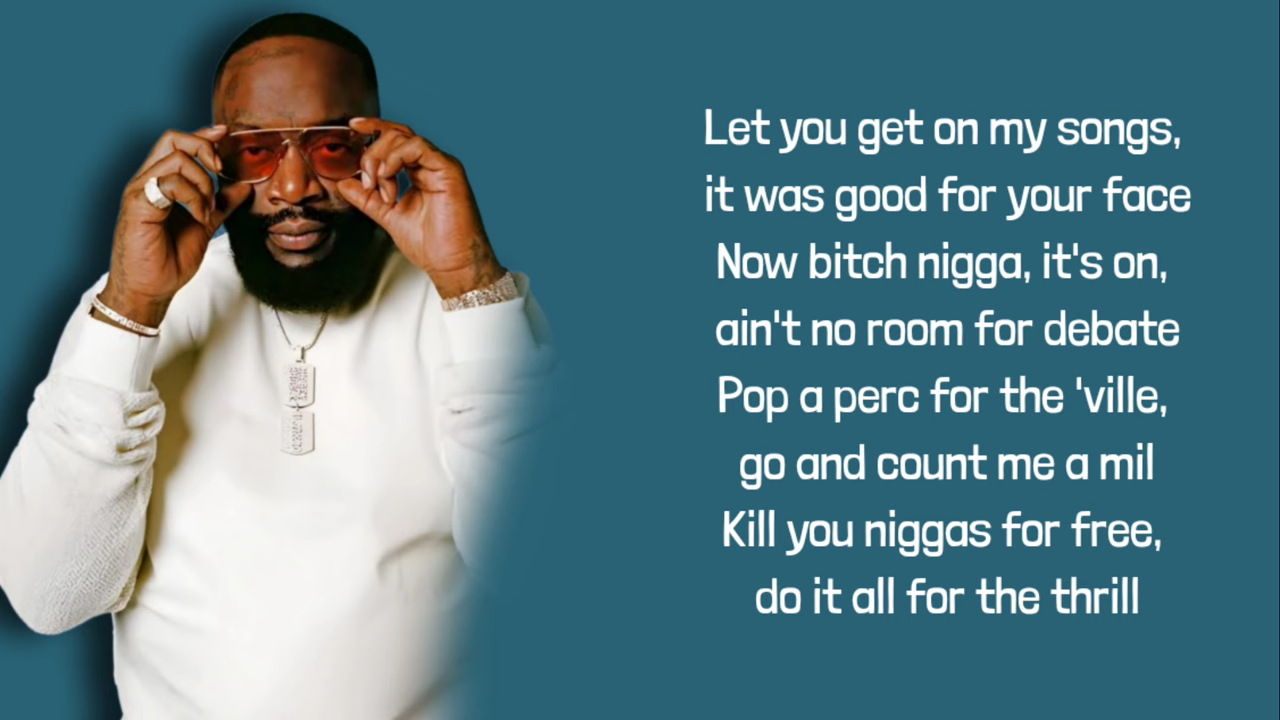 Let you get on my songs,
it was good for your face
Now bitch nigga, it's on,
ain't no room for debate
Pop a perc for the 'ville,
go and count me a mil
Kill you niggas for free,
do it all for the thrill